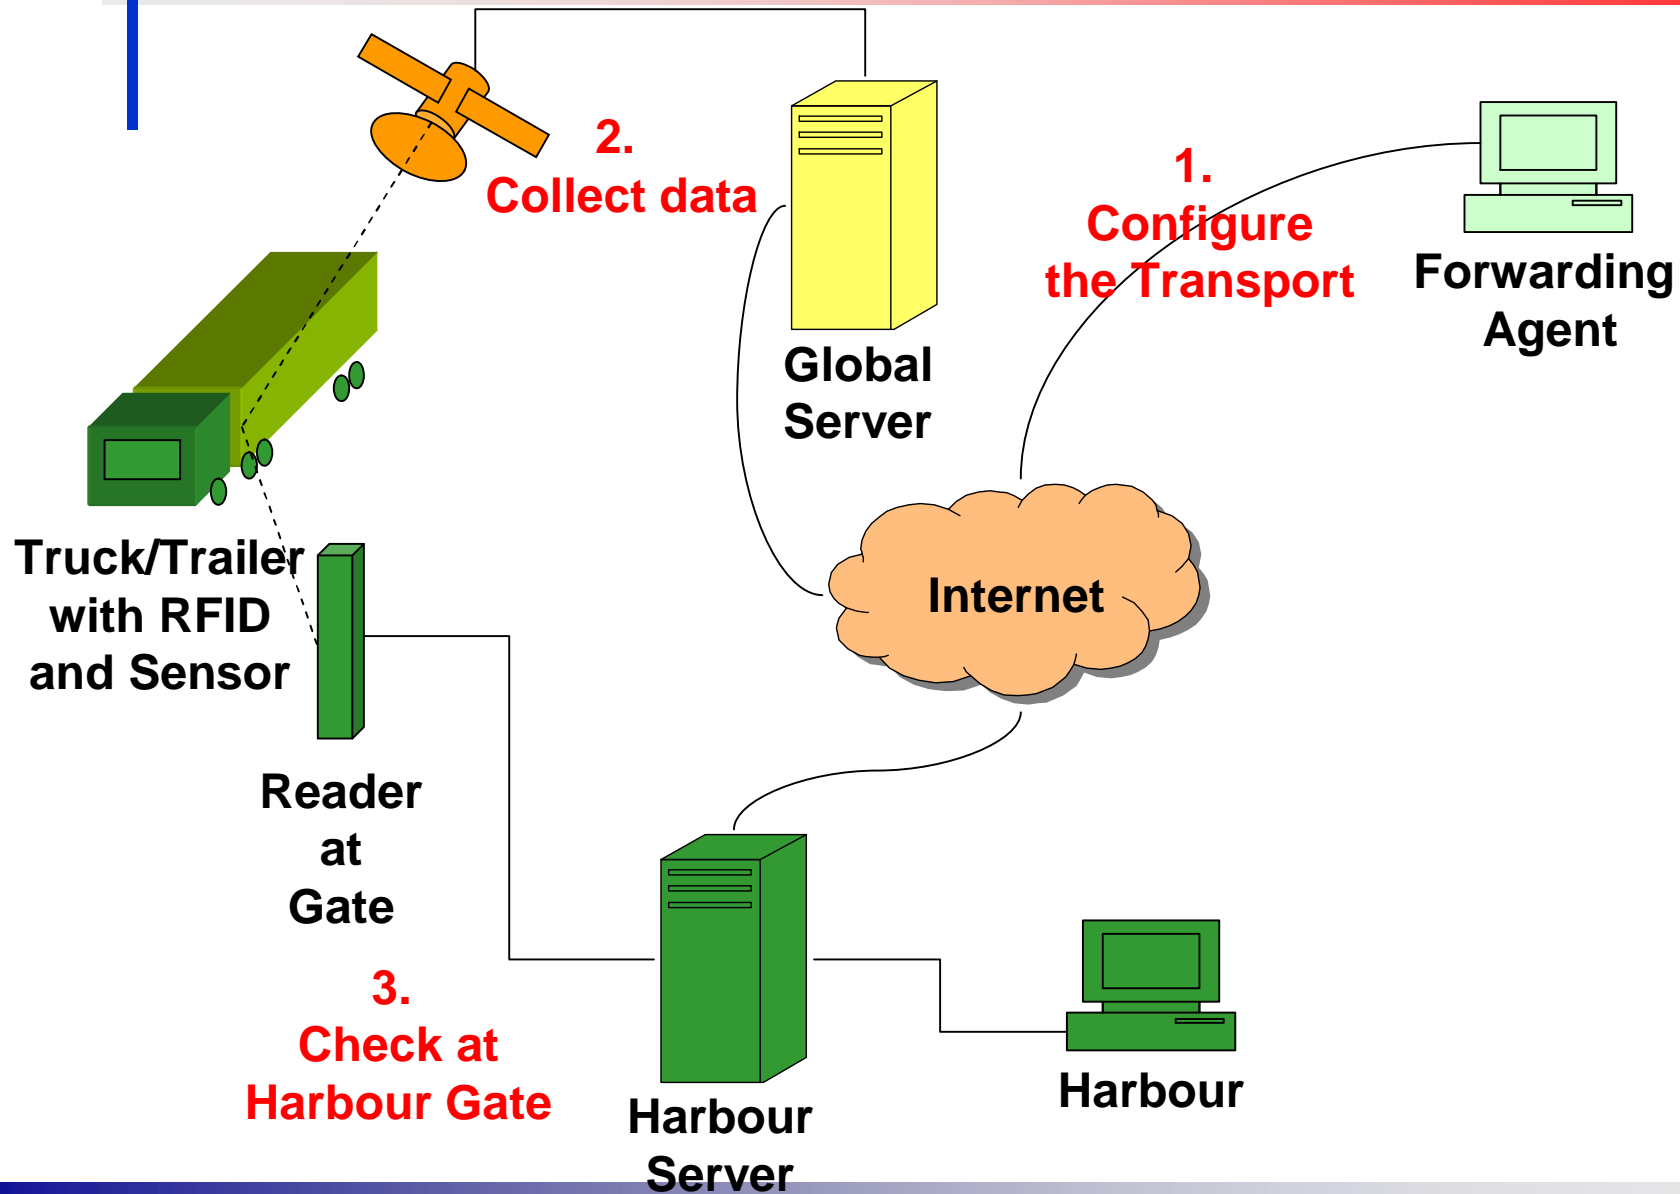 2.
Collect data
1.
Configure
the Transport
Forwarding
Agent
Global
Server
Truck/Trailer
with RFID
and Sensor
Internet
Reader
at
Gate
3.
Check at
Harbour Gate
Harbour
Server
Harbour